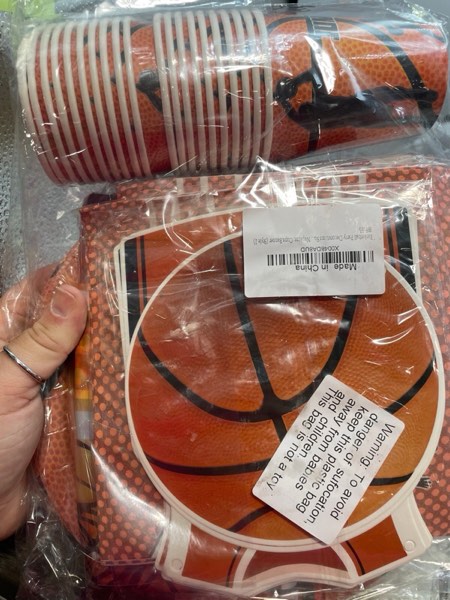 Made in China
Warning: To avoid
danger of suffocation,
keep this plastic bag
away from babies
and children.
This bag is not a toy